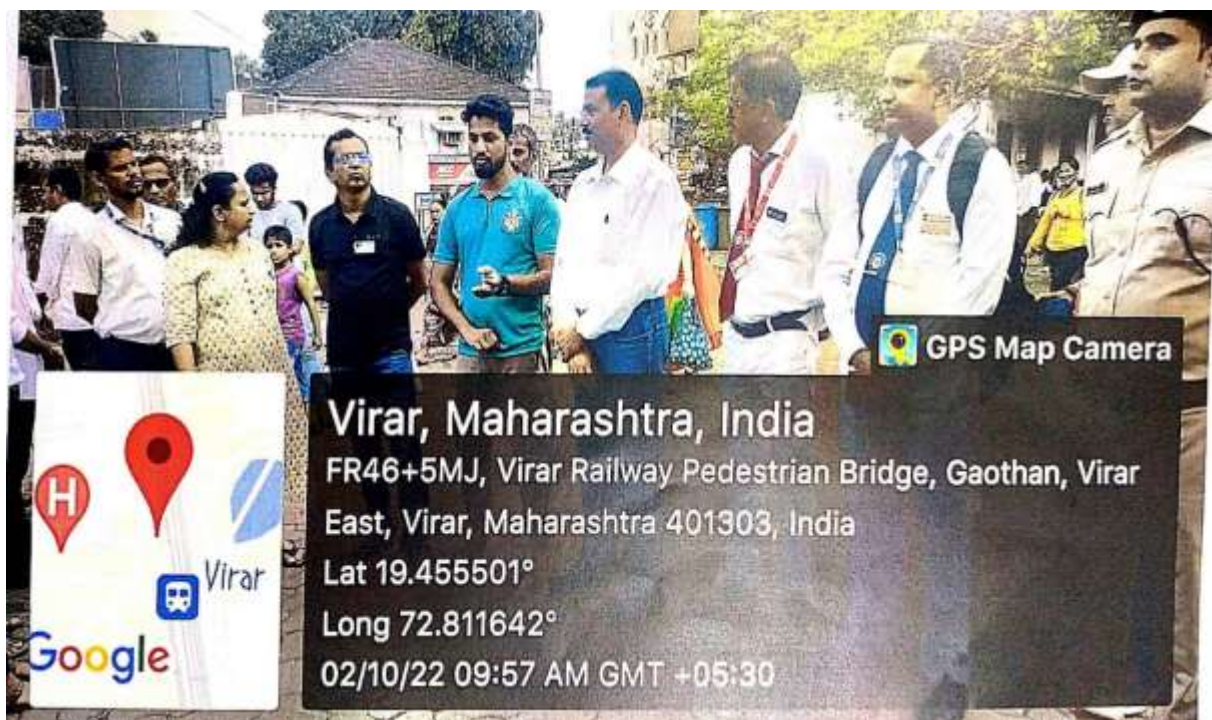 GPS Map Camera
Virar, Maharashtra, India
FR46+5MJ, Virar Railway Pedestrian Bridge, Gaothan, Virar
East, Virar, Maharashtra 401303, India
Lat 19.455501°
Long 72.811642°
02/10/22 09:57 AM GMT +05:30
H
Virar
Google